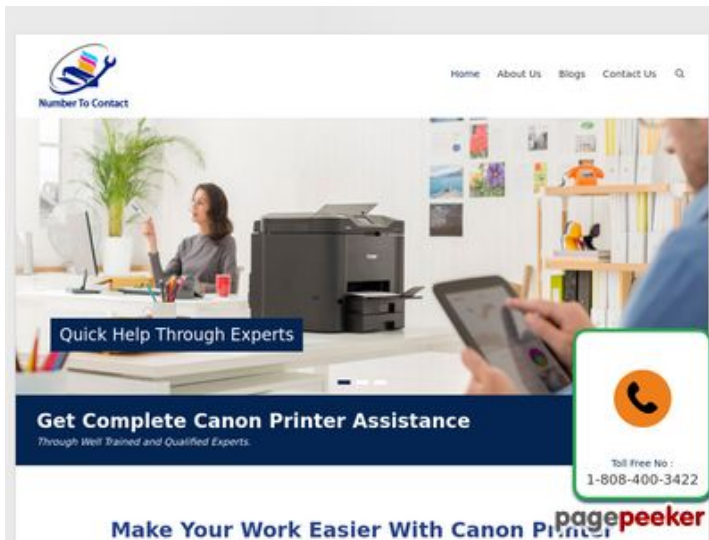 Number To Contact
Home About Us Blogs Contact Us
Quick Help Through Experts
Get Complete Canon Printer Assistance
Through Well Trained and Qualified Experts.
Toll Free No :
1-808-400-3422
Make Your Work Easier With Canon Printer
pagepeeker